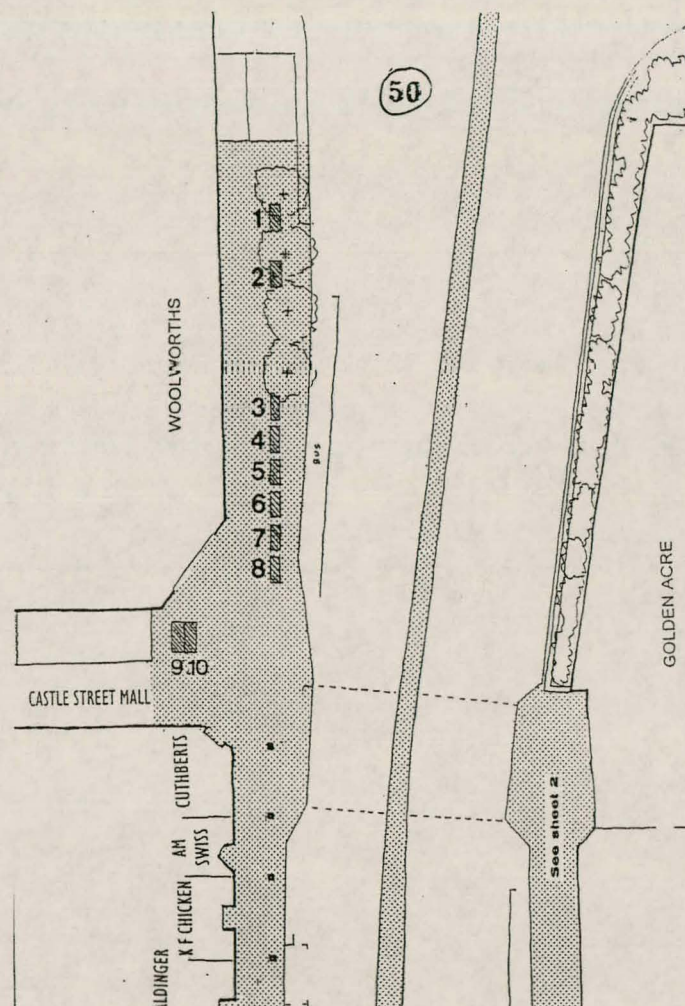 50
1
2
WOOLWORTHS
3
4
BUS
5
6
7
8
GOLDEN ACRE
9.10
CASTLE STREET MALL
CUTHBERTS
See sheet 2
AM
SWISS
K F CHICKEN
ALDINGER